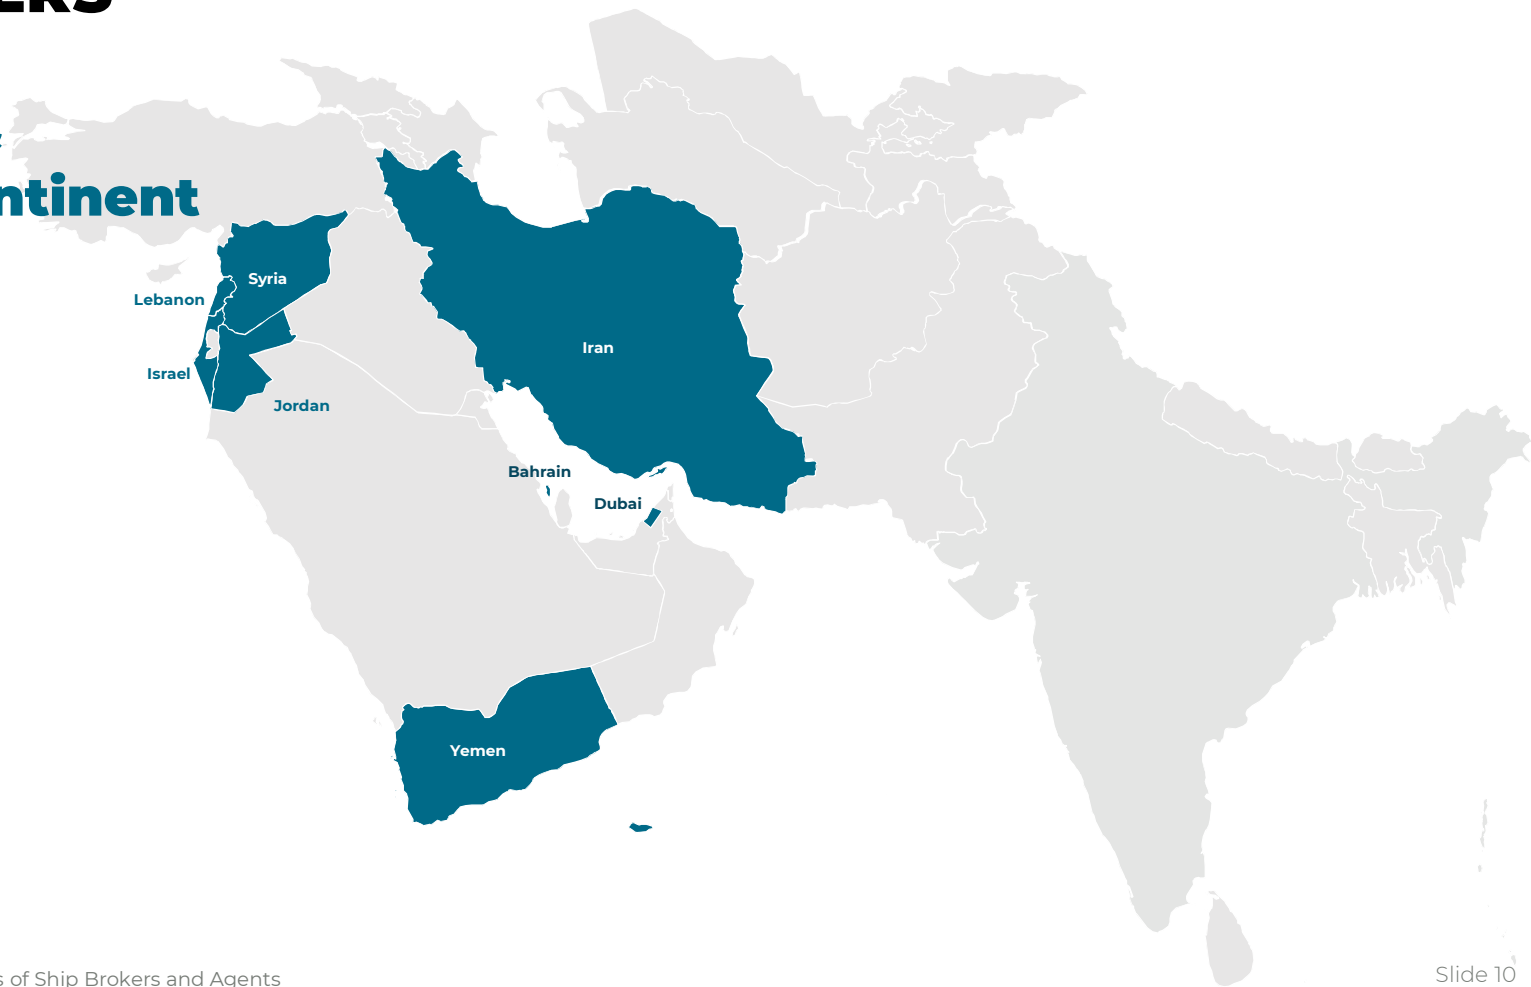 ntinent
Syria
Lebanon
Iran
Israel
Jordan
Bahrain
Dubai
Yemen
s of Ship Brokers and Agents
Slide 10